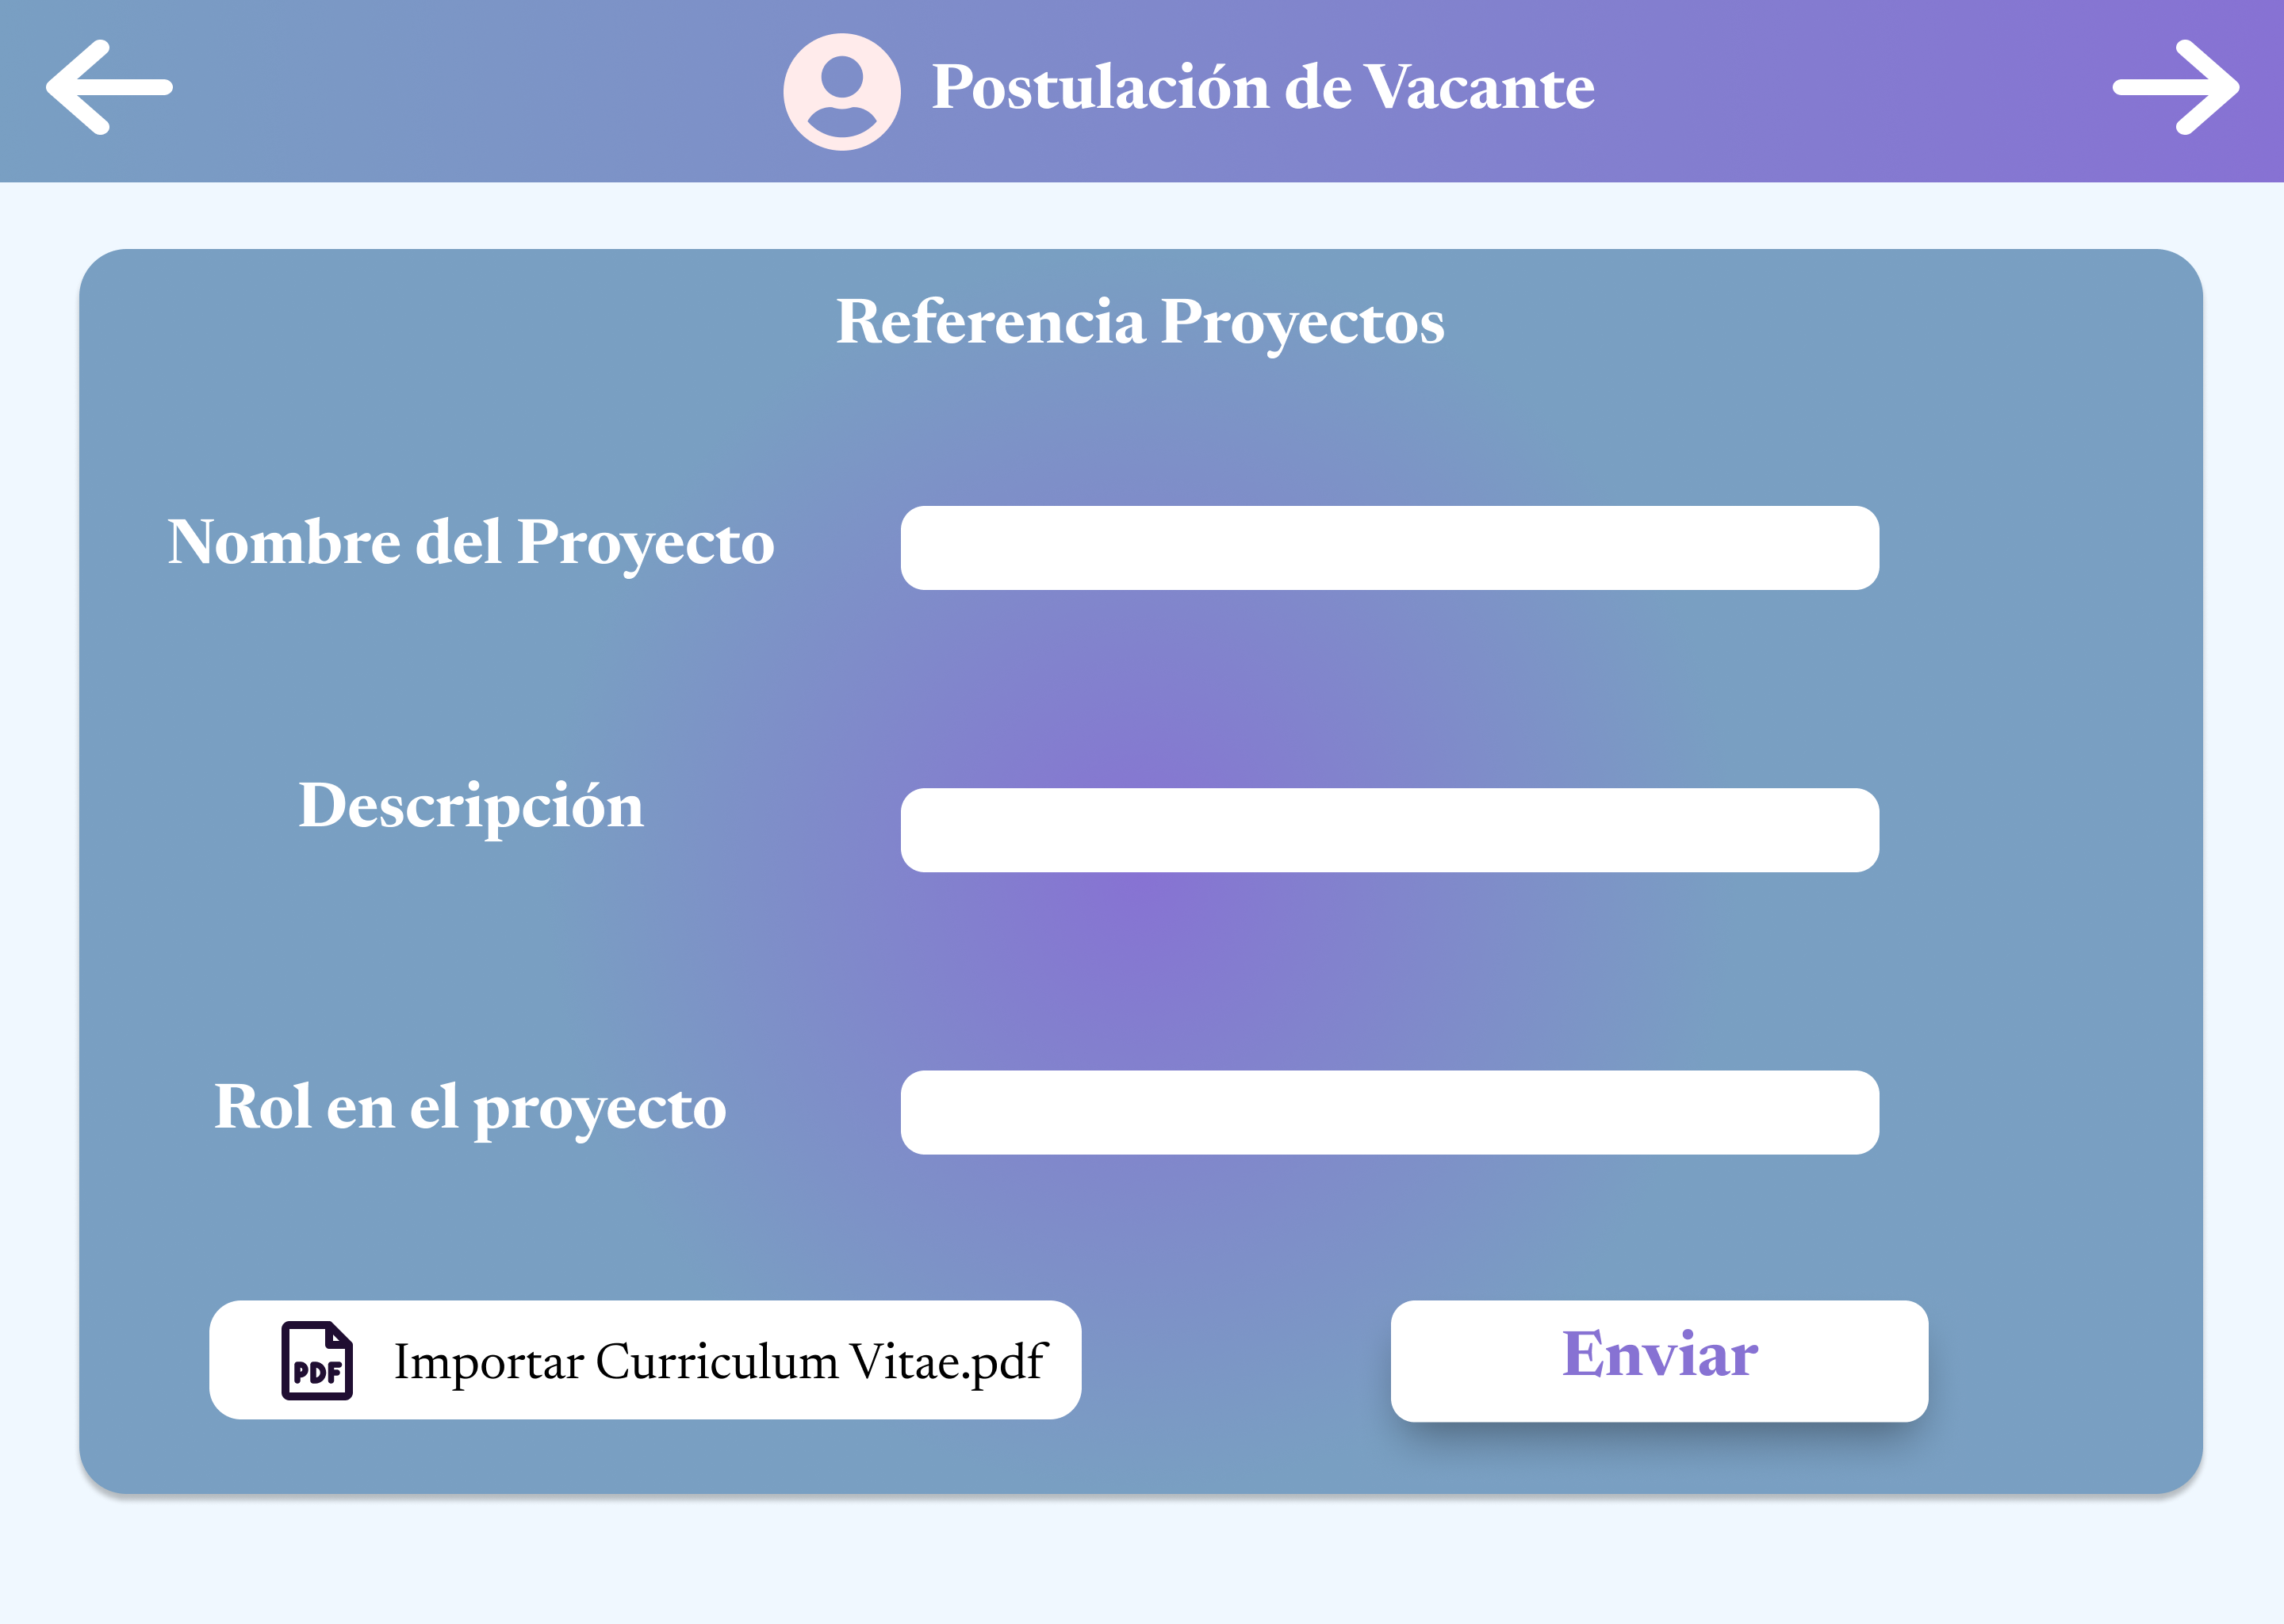 Postulación de Vacante
Referencia Proyectos
Nombre del Proyecto
Descripción
Rol en el proyecto
PDF Importar Curriculum Vitae.pdf
Enviar